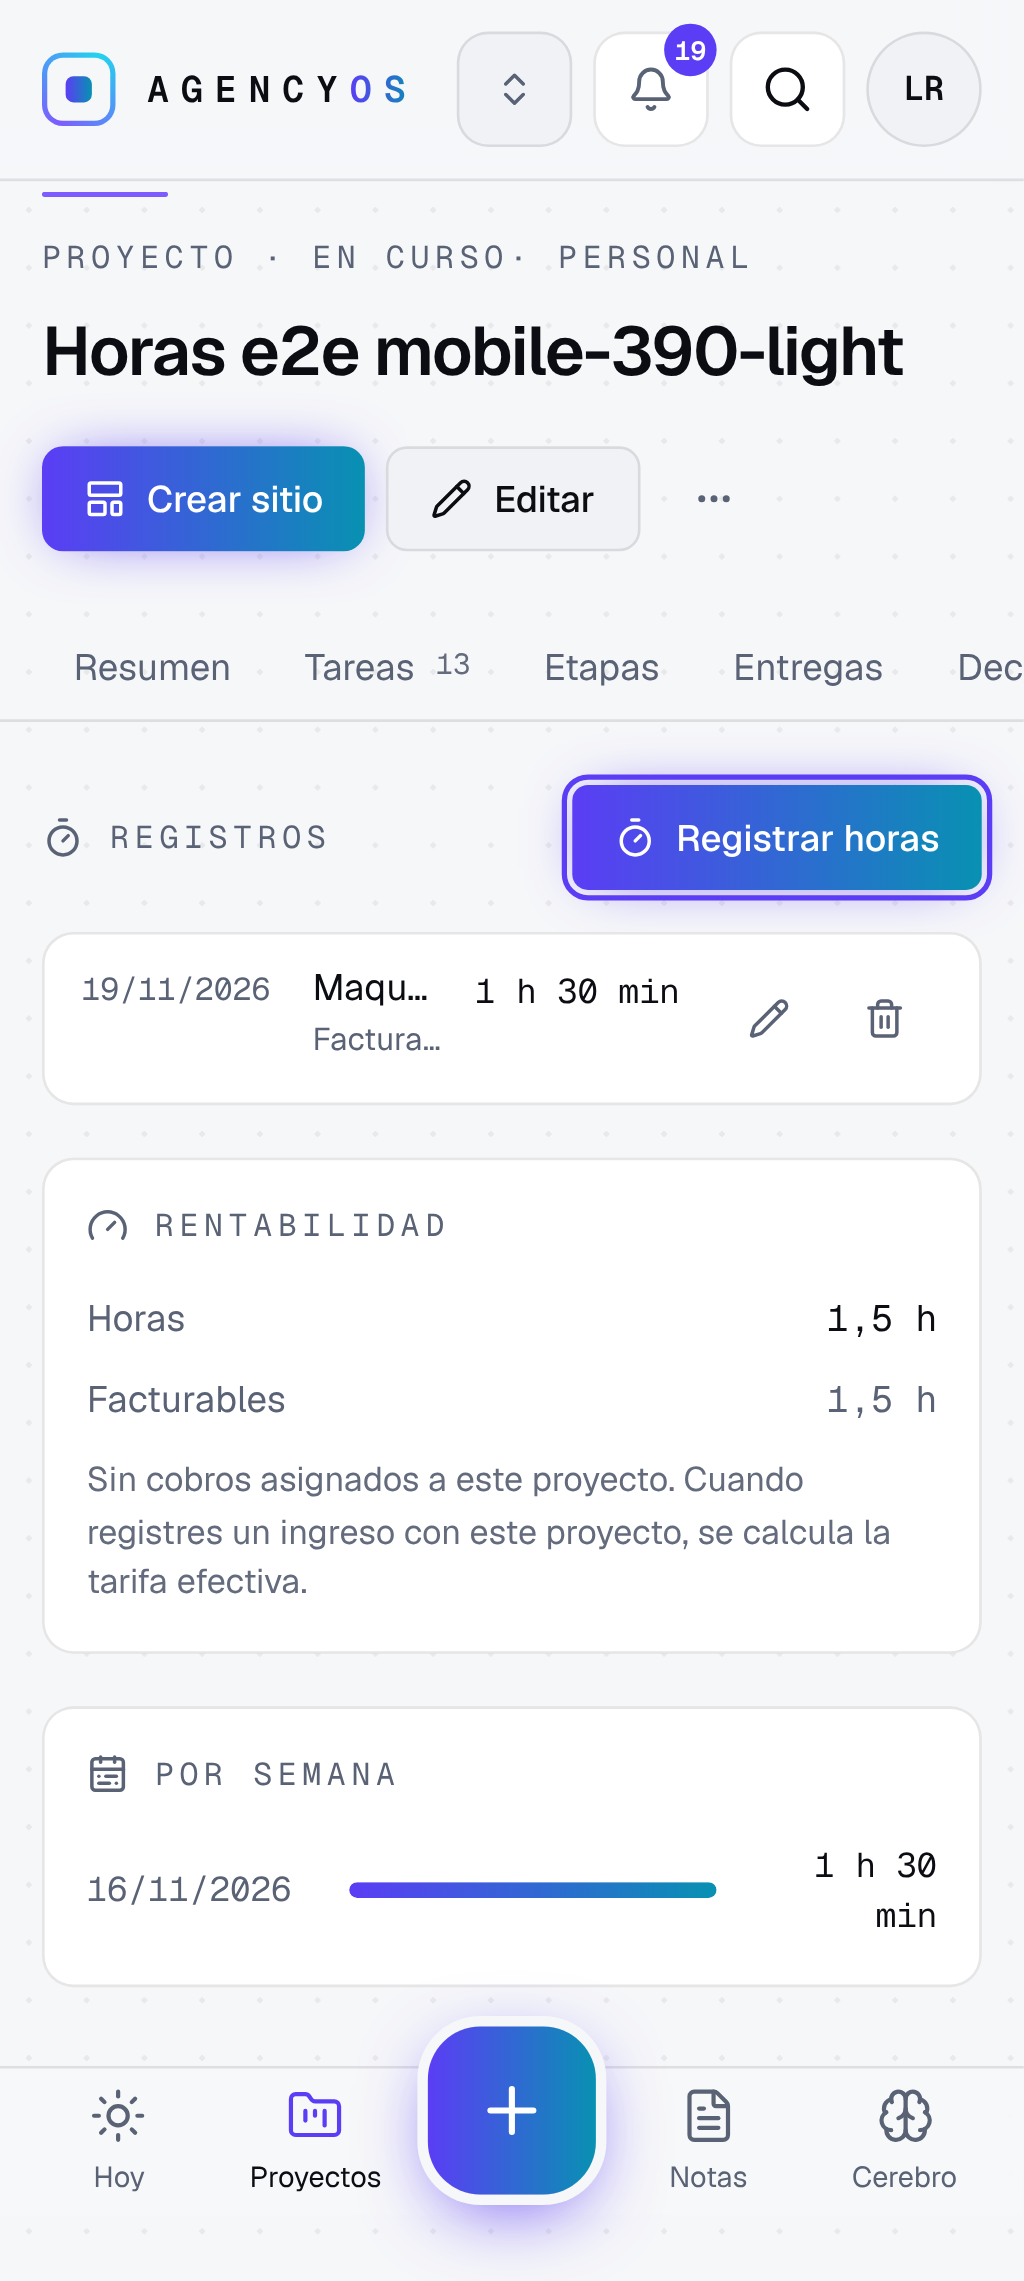 AGENCYOS
19
LR
PROYECTO · EN CURSO· PERSONAL
Horas e2e mobile-390-light
Crear sitio
Editar
Resumen Tareas 13 Etapas Entregas Dec
REGISTROS
Registrar horas
19/11/2026 Maqu... 1 h 30 min
Factura...
RENTABILIDAD
Horas 1,5 h
Facturables 1,5 h
Sin cobros asignados a este proyecto. Cuando
registres un ingreso con este proyecto, se calcula la
tarifa efectiva.
POR SEMANA
16/11/2026 1 h 30
min
Hoy Proyectos Notas Cerebro